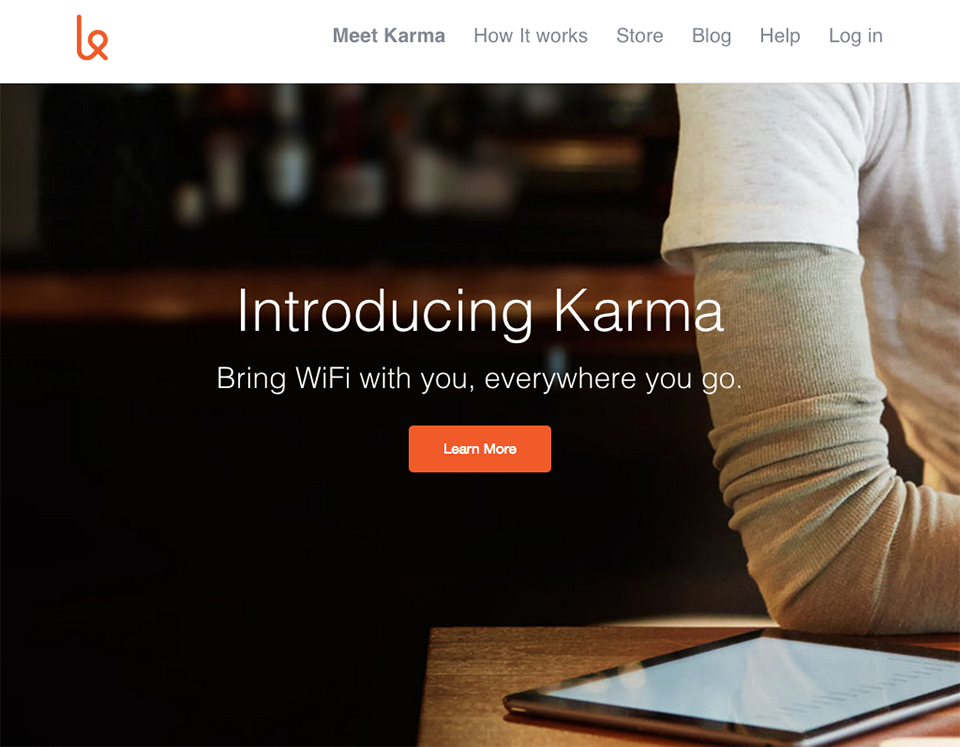 Meet Karma How It works Store Blog Help Log in
Introducing Karma
Bring WiFi with you, everywhere you go.
Learn More